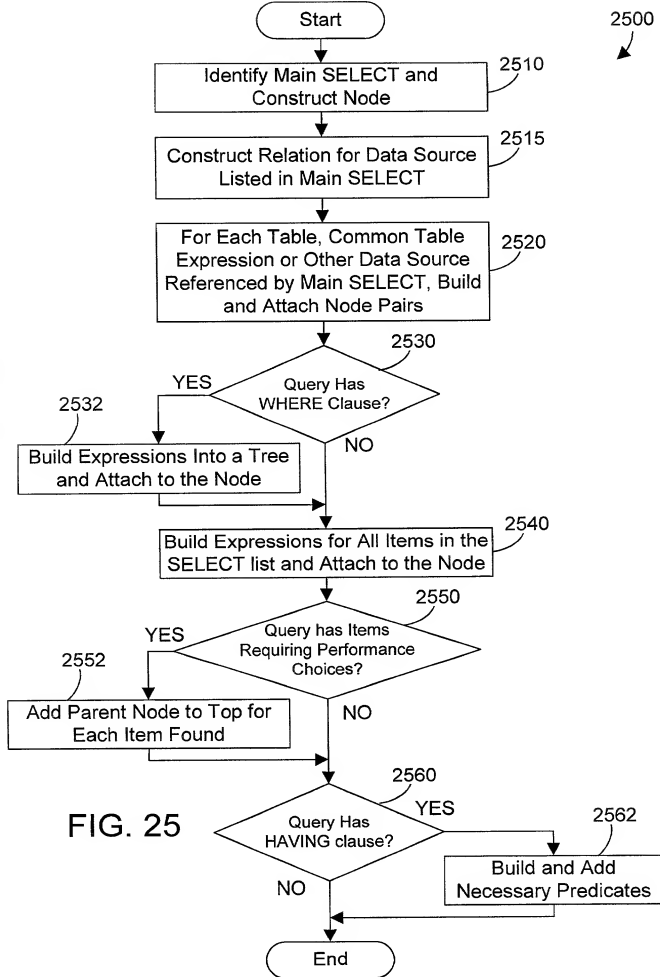 Start
2500
Identify Main SELECT and
Construct Node
2510
Construct Relation for Data Source
Listed in Main SELECT
2515
For Each Table, Common Table
Expression or Other Data Source
Referenced by Main SELECT, Build
and Attach Node Pairs
2520
2530
Query Has
WHERE Clause?
YES
NO
2532
Build Expressions Into a Tree
and Attach to the Node
2540
Build Expressions for All Items in the
SELECT list and Attach to the Node
2550
Query has Items
Requiring Performance
Choices?
YES
NO
2552
Add Parent Node to Top for
Each Item Found
2560
Query Has
HAVING clause?
YES
NO
2562
Build and Add
Necessary Predicates
FIG. 25
End